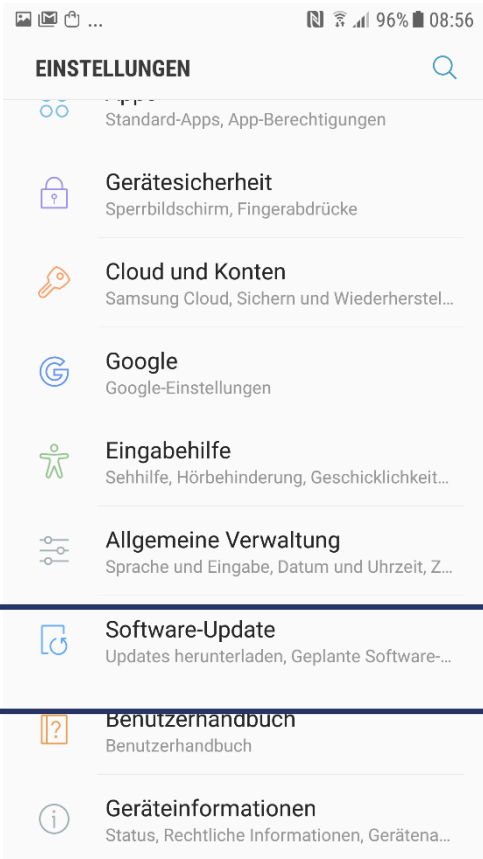 96% 08:56
EINSTELLUNGEN
Apps
Standard-Apps, App-Berechtigungen
Gerätesicherheit
Sperrbildschirm, Fingerabdrücke
Cloud und Konten
Samsung Cloud, Sichern und Wiederherstel...
Google
Google-Einstellungen
Eingabehilfe
Sehhilfe, Hörbehinderung, Geschicklichkeit...
Allgemeine Verwaltung
Sprache und Eingabe, Datum und Uhrzeit, Z...
Software-Update
Updates herunterladen, Geplante Software-...
Benutzerhandbuch
Benutzerhandbuch
Geräteinformationen
Status, Rechtliche Informationen, Gerätena...